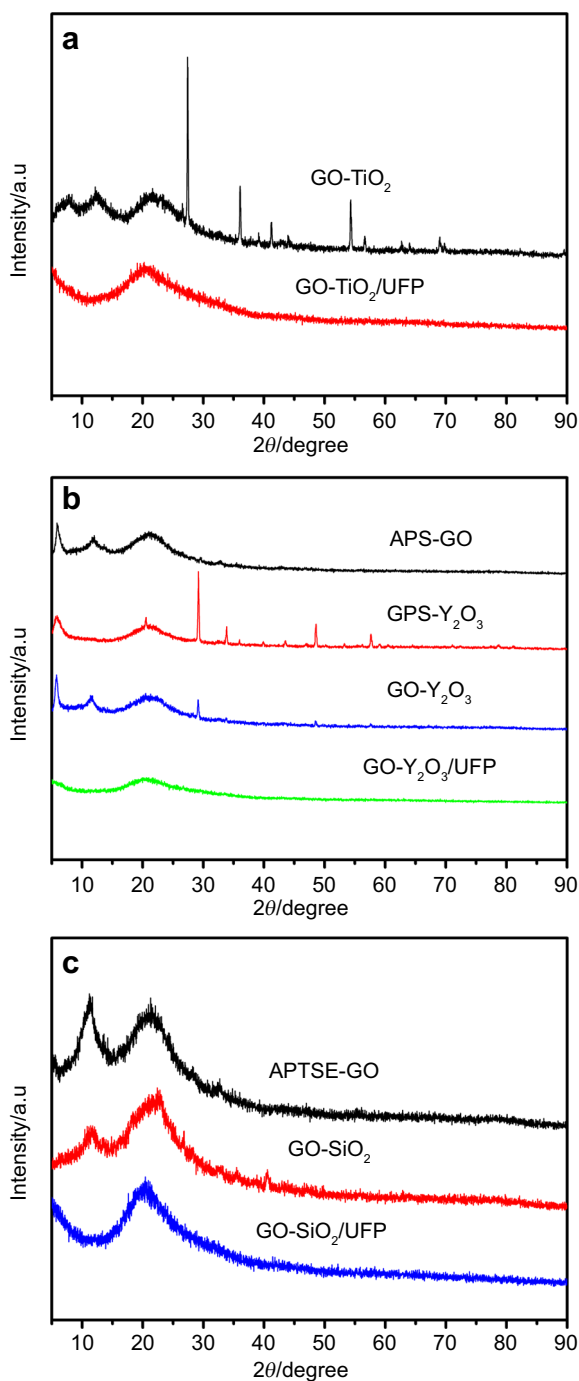 a
Intensity/a.u
GO-TiO₂
GO-TiO₂/UFP
10 20 30 40 50 60 70 80 90
2θ/degree
b
Intensity/a.u
APS-GO
GPS-Y₂O₃
GO-Y₂O₃
GO-Y₂O₃/UFP
10 20 30 40 50 60 70 80 90
2θ/degree
c
Intensity/a.u
APTSE-GO
GO-SiO₂
GO-SiO₂/UFP
10 20 30 40 50 60 70 80 90
2θ/degree